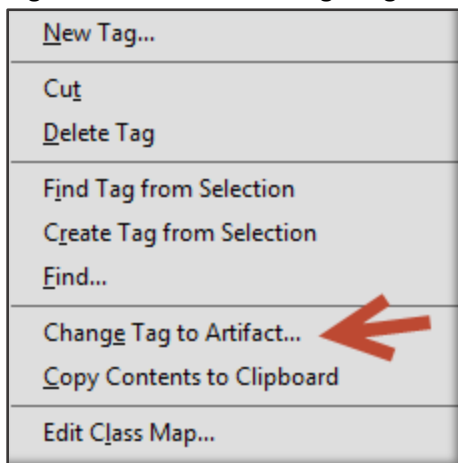 New Tag...
Cut
Delete Tag
Find Tag from Selection
Create Tag from Selection
Find...
Change Tag to Artifact...
Copy Contents to Clipboard
Edit Class Map...